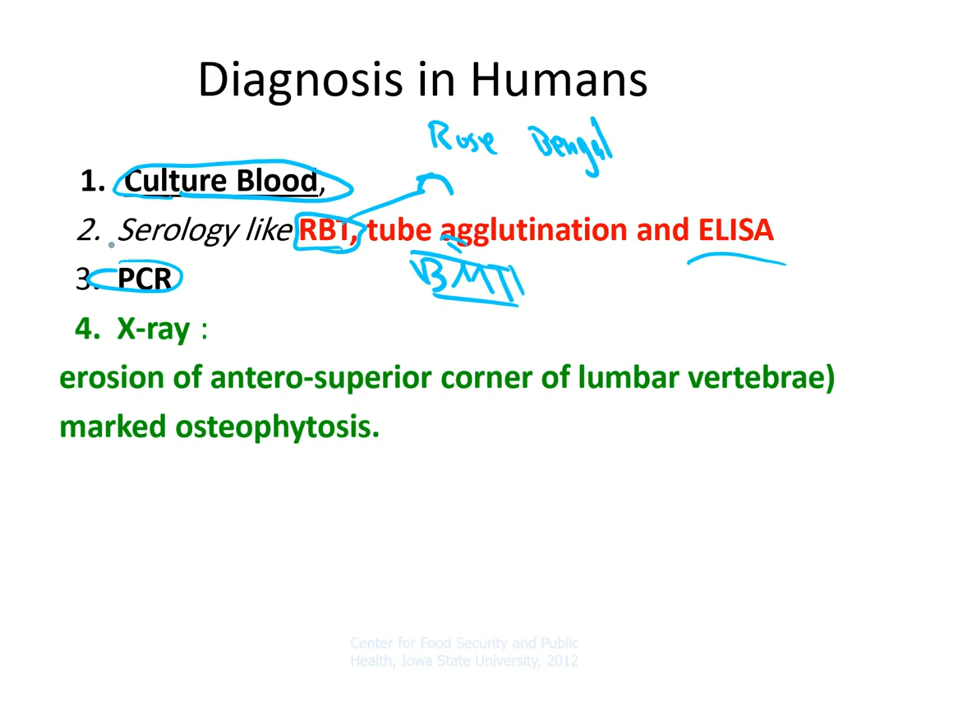 Diagnosis in Humans
Rose Bengal
1. Culture Blood,
2. Serology like RBT, tube agglutination and ELISA
3. PCR
4. X-ray :
erosion of antero-superior corner of lumbar vertebrae)
marked osteophytosis.
Center for Food Security and Public
Health, Iowa State University, 2012